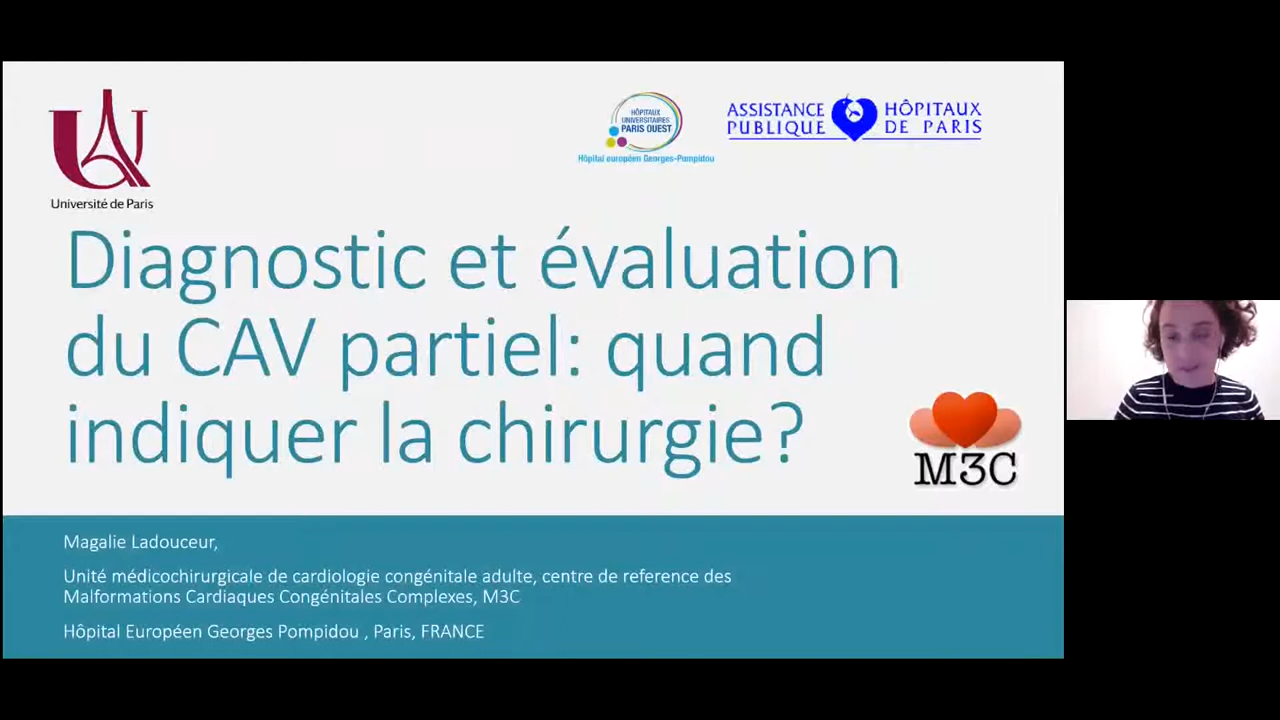 Université de Paris
HÔPITAUX
UNIVERSITAIRES
PARIS OUEST
Hôpital européen Georges-Pompidou
ASSISTANCE
PUBLIQUE
HÔPITAUX
DE PARIS
Diagnostic et évaluation
du CAV partiel: quand
indiquer la chirurgie?
M3C
Magalie Ladouceur,
Unité médicochirurgicale de cardiologie congénitale adulte, centre de reference des
Malformations Cardiaques Congénitales Complexes, M3C
Hôpital Européen Georges Pompidou , Paris, FRANCE